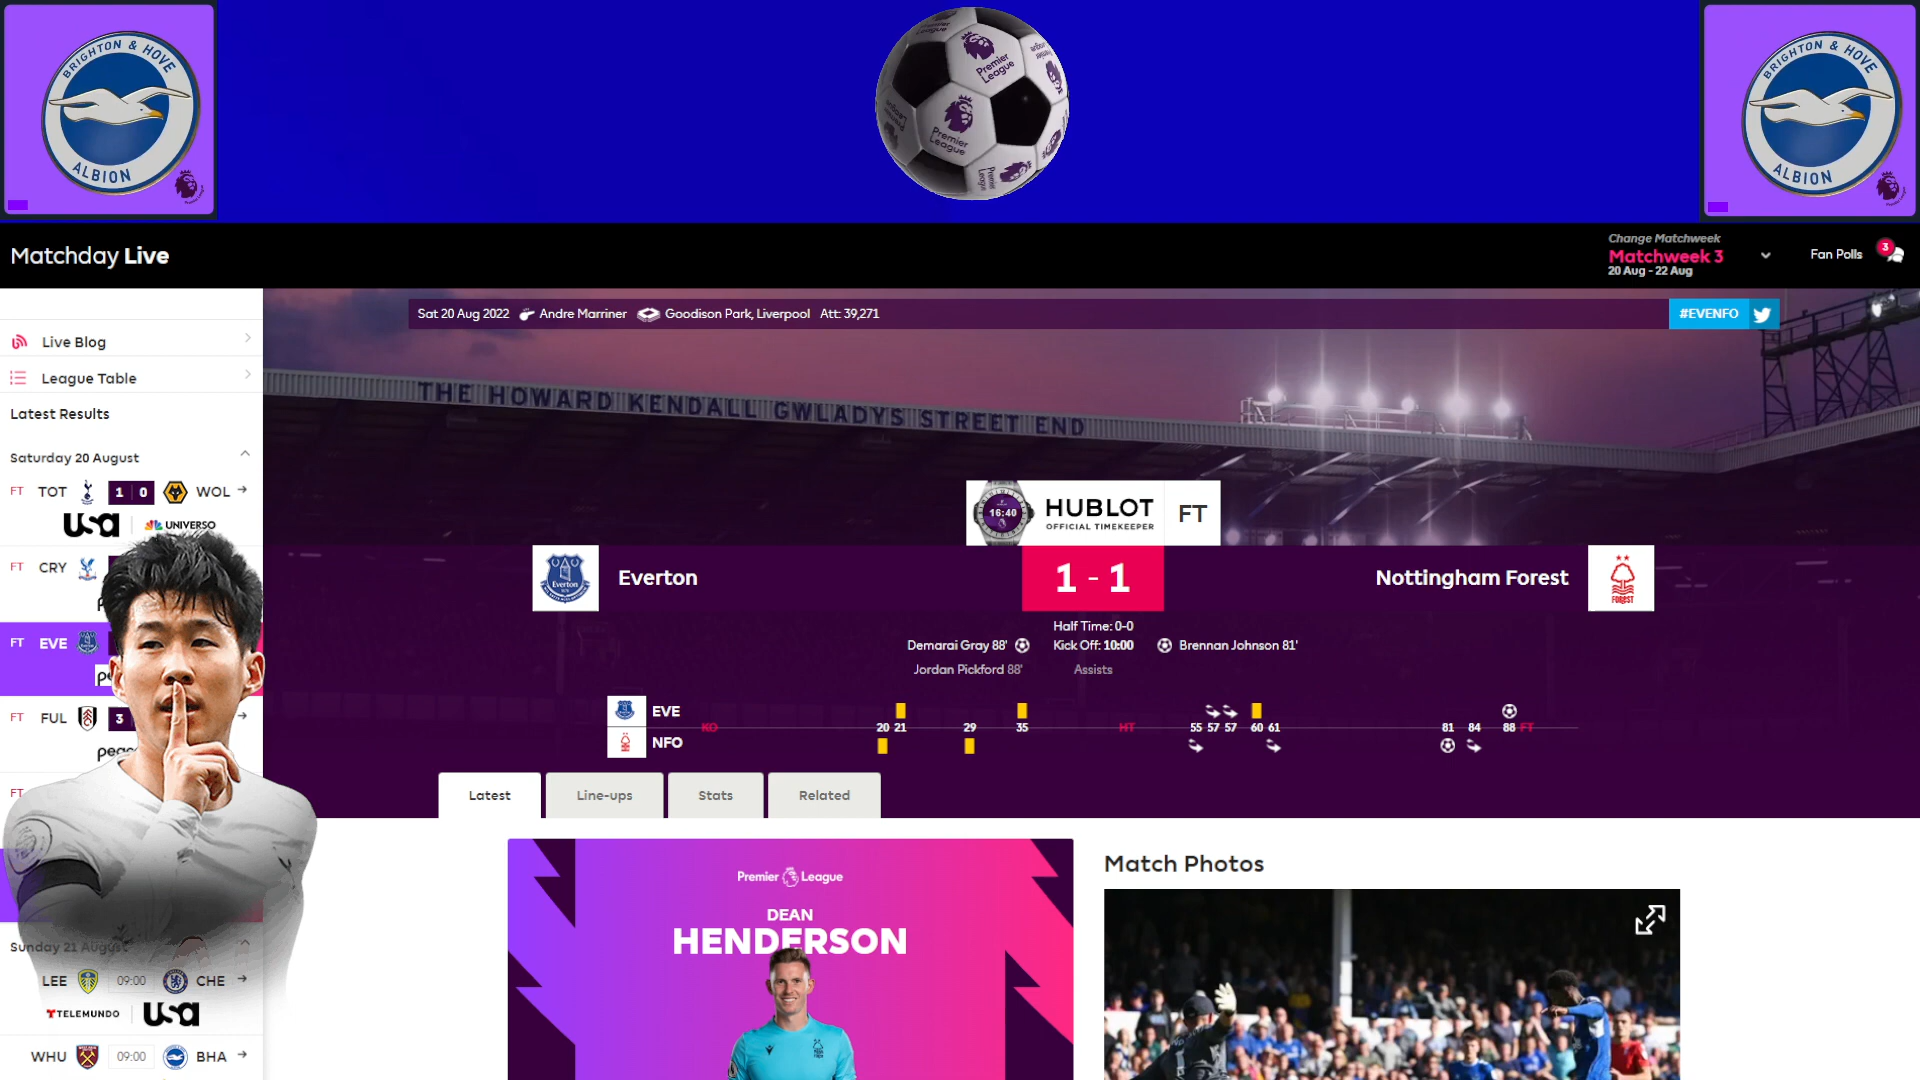 BRIGHTON & HOVE
ALBION
Premier League
Premier League
BRIGHTON & HOVE
ALBION
Matchday Live
Change Matchweek
Matchweek 3
20 Aug - 22 Aug
Fan Polls
3
Sat 20 Aug 2022 Andre Marriner Goodison Park, Liverpool Att: 39,271
#EVENFO
Live Blog
League Table
Latest Results
Saturday 20 August
FT TOT 1 0 WOL
USA UNIVERSO
FT CRY
FT EVE
FT FUL 3
FT
Sunday 21 August
LEE 09:00 CHE
TELEMUNDO USA
WHU 09:00 BHA
THE HOWARD KENDALL GWLADYS STREET END
16:40
HUBLOT
OFFICIAL TIMEKEEPER
FT
Everton
Everton 1 - 1 Nottingham Forest
FOREST
Half Time: 0-0
Demarai Gray 88' Kick Off: 10:00 Brennan Johnson 81'
Jordan Pickford 88' Assists
EVE
KO 20 21 29 35 HT 55 57 57 60 61 81 84 88 FT
NFO
Latest Line-ups Stats Related
Premier League
DEAN
HENDERSON
Match Photos